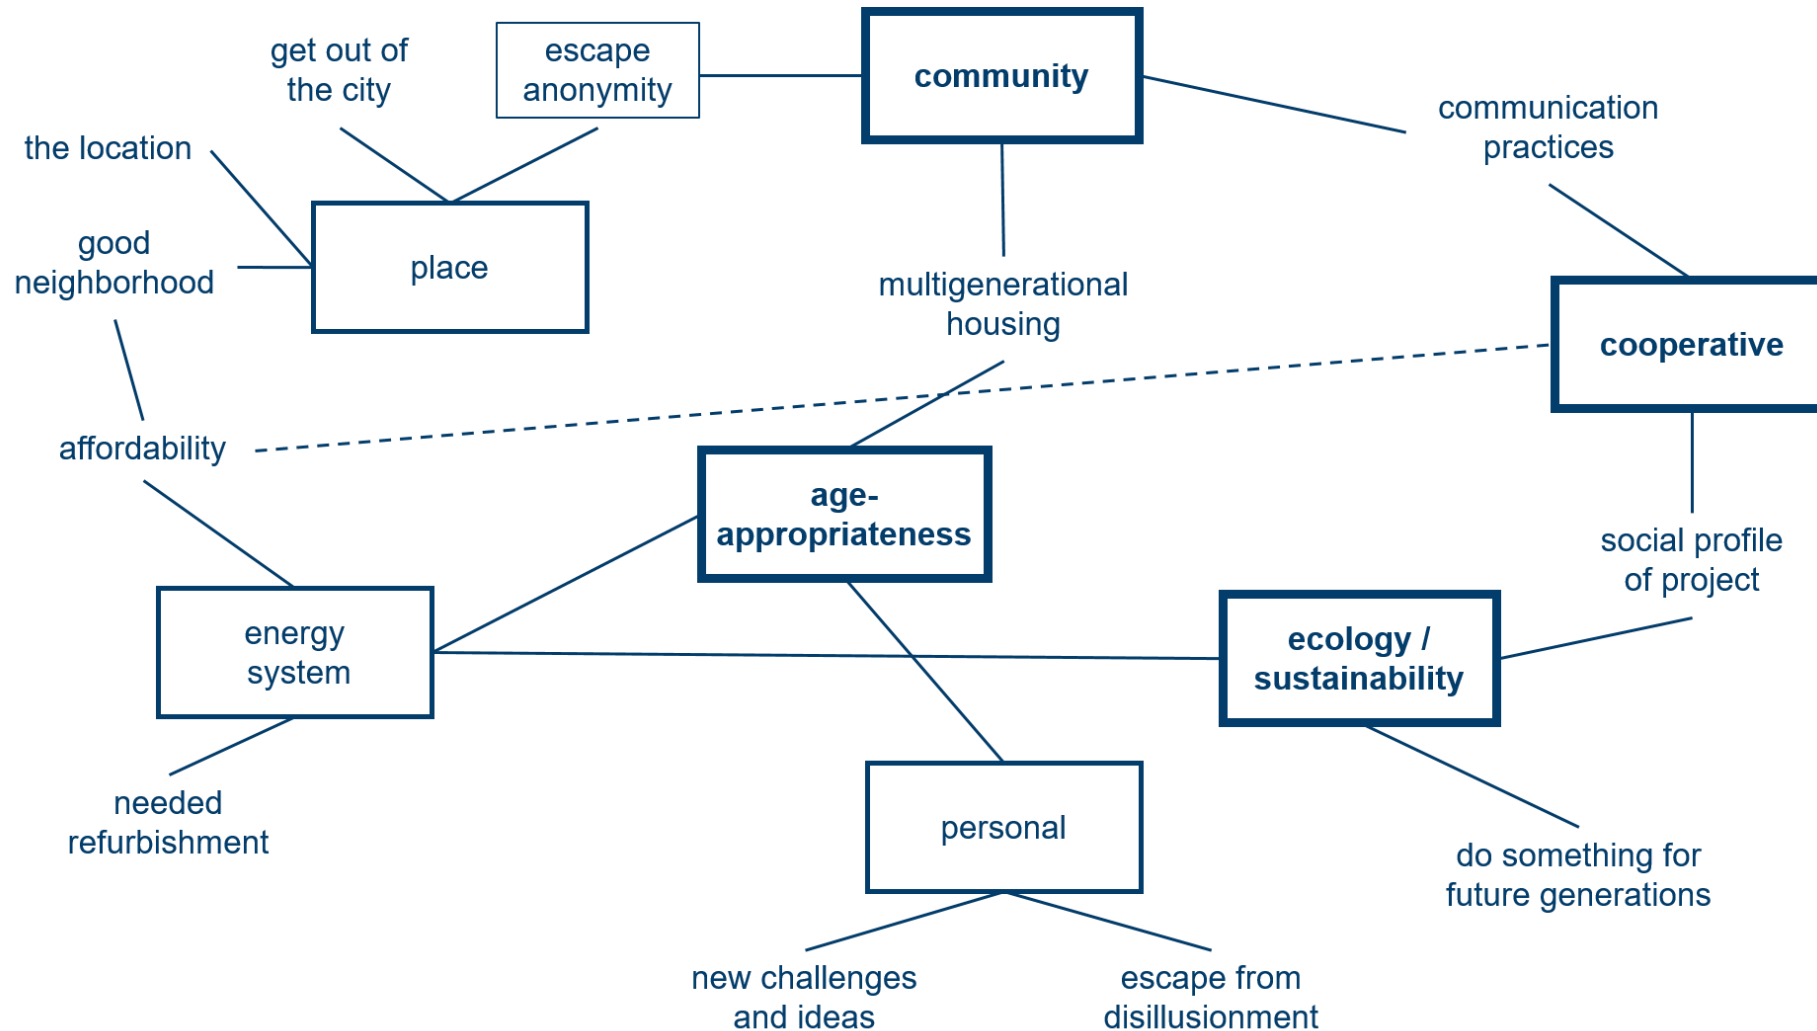 get out of
the city
escape
anonymity
community
communication
practices
the location
good
neighborhood
place
multigenerational
housing
cooperative
affordability
age-
appropriateness
social profile
of project
energy
system
ecology /
sustainability
needed
refurbishment
personal
do something for
future generations
new challenges
and ideas
escape from
disillusionment